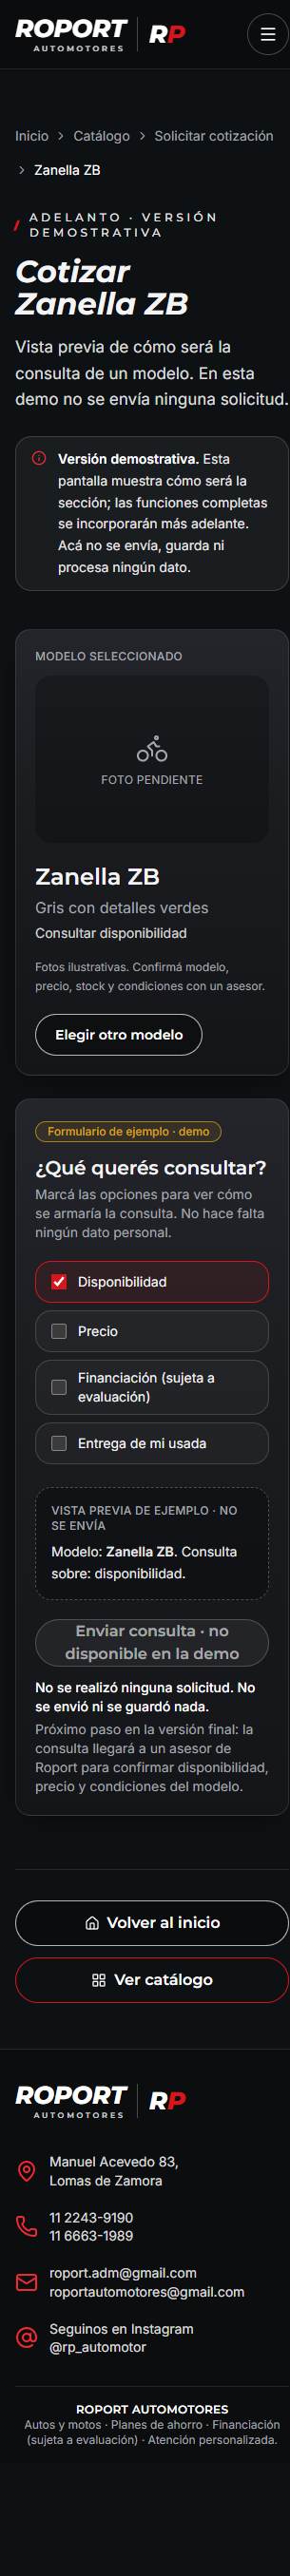 ROPORT
AUTOMOTORES
RP
Inicio > Catálogo > Solicitar cotización
> Zanella ZB
ADELANTO · VERSIÓN
DEMOSTRATIVA
Cotizar
Zanella ZB
Vista previa de cómo será la
consulta de un modelo. En esta
demo no se envía ninguna solicitud.
Versión demostrativa. Esta
pantalla muestra cómo será la
sección; las funciones completas
se incorporarán más adelante.
Acá no se envía, guarda ni
procesa ningún dato.
MODELO SELECCIONADO
FOTO PENDIENTE
Zanella ZB
Gris con detalles verdes
Consultar disponibilidad
Fotos ilustrativas. Confirmá modelo,
precio, stock y condiciones con un asesor.
Elegir otro modelo
Formulario de ejemplo · demo
¿Qué querés consultar?
Marcá las opciones para ver cómo
se armaría la consulta. No hace falta
ningún dato personal.
Disponibilidad
Precio
Financiación (sujeta a
evaluación)
Entrega de mi usada
VISTA PREVIA DE EJEMPLO · NO
SE ENVÍA
Modelo: Zanella ZB. Consulta
sobre: disponibilidad.
Enviar consulta · no
disponible en la demo
No se realizó ninguna solicitud. No
se envió ni se guardó nada.
Próximo paso en la versión final: la
consulta llegará a un asesor de
Roport para confirmar disponibilidad,
precio y condiciones del modelo.
Volver al inicio
Ver catálogo
ROPORT
AUTOMOTORES
RP
Manuel Acevedo 83,
Lomas de Zamora
11 2243-9190
11 6663-1989
roport.adm@gmail.com
roportautomotores@gmail.com
Seguinos en Instagram
@rp_automotor
ROPORT AUTOMOTORES
Autos y motos · Planes de ahorro · Financiación
(sujeta a evaluación) · Atención personalizada.